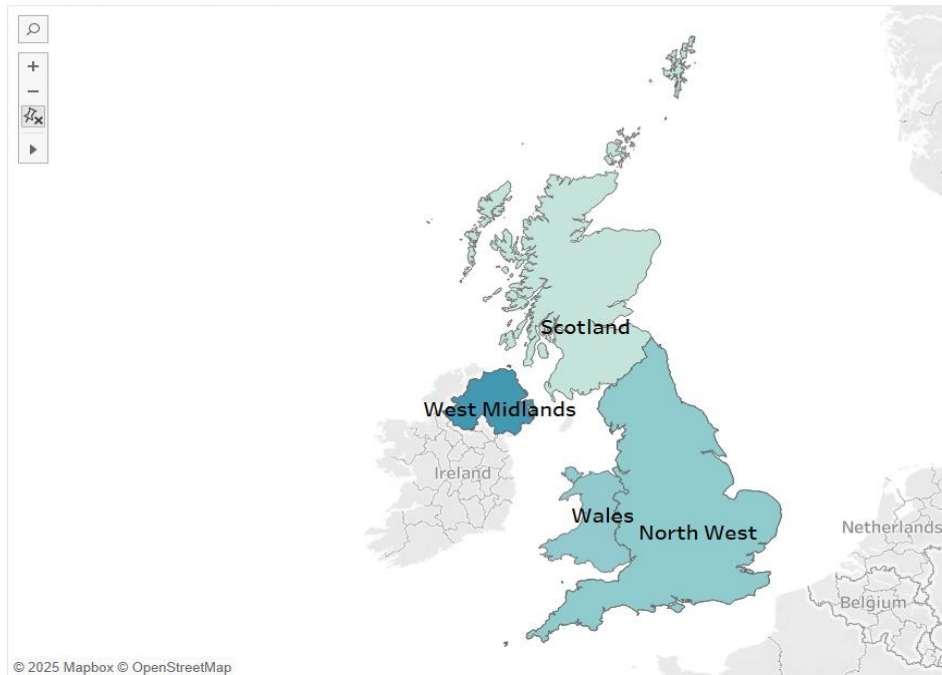 Scotland
West Midlands
Ireland
Wales
North West
Netherlands
Belgium
© 2025 Mapbox © OpenStreetMap